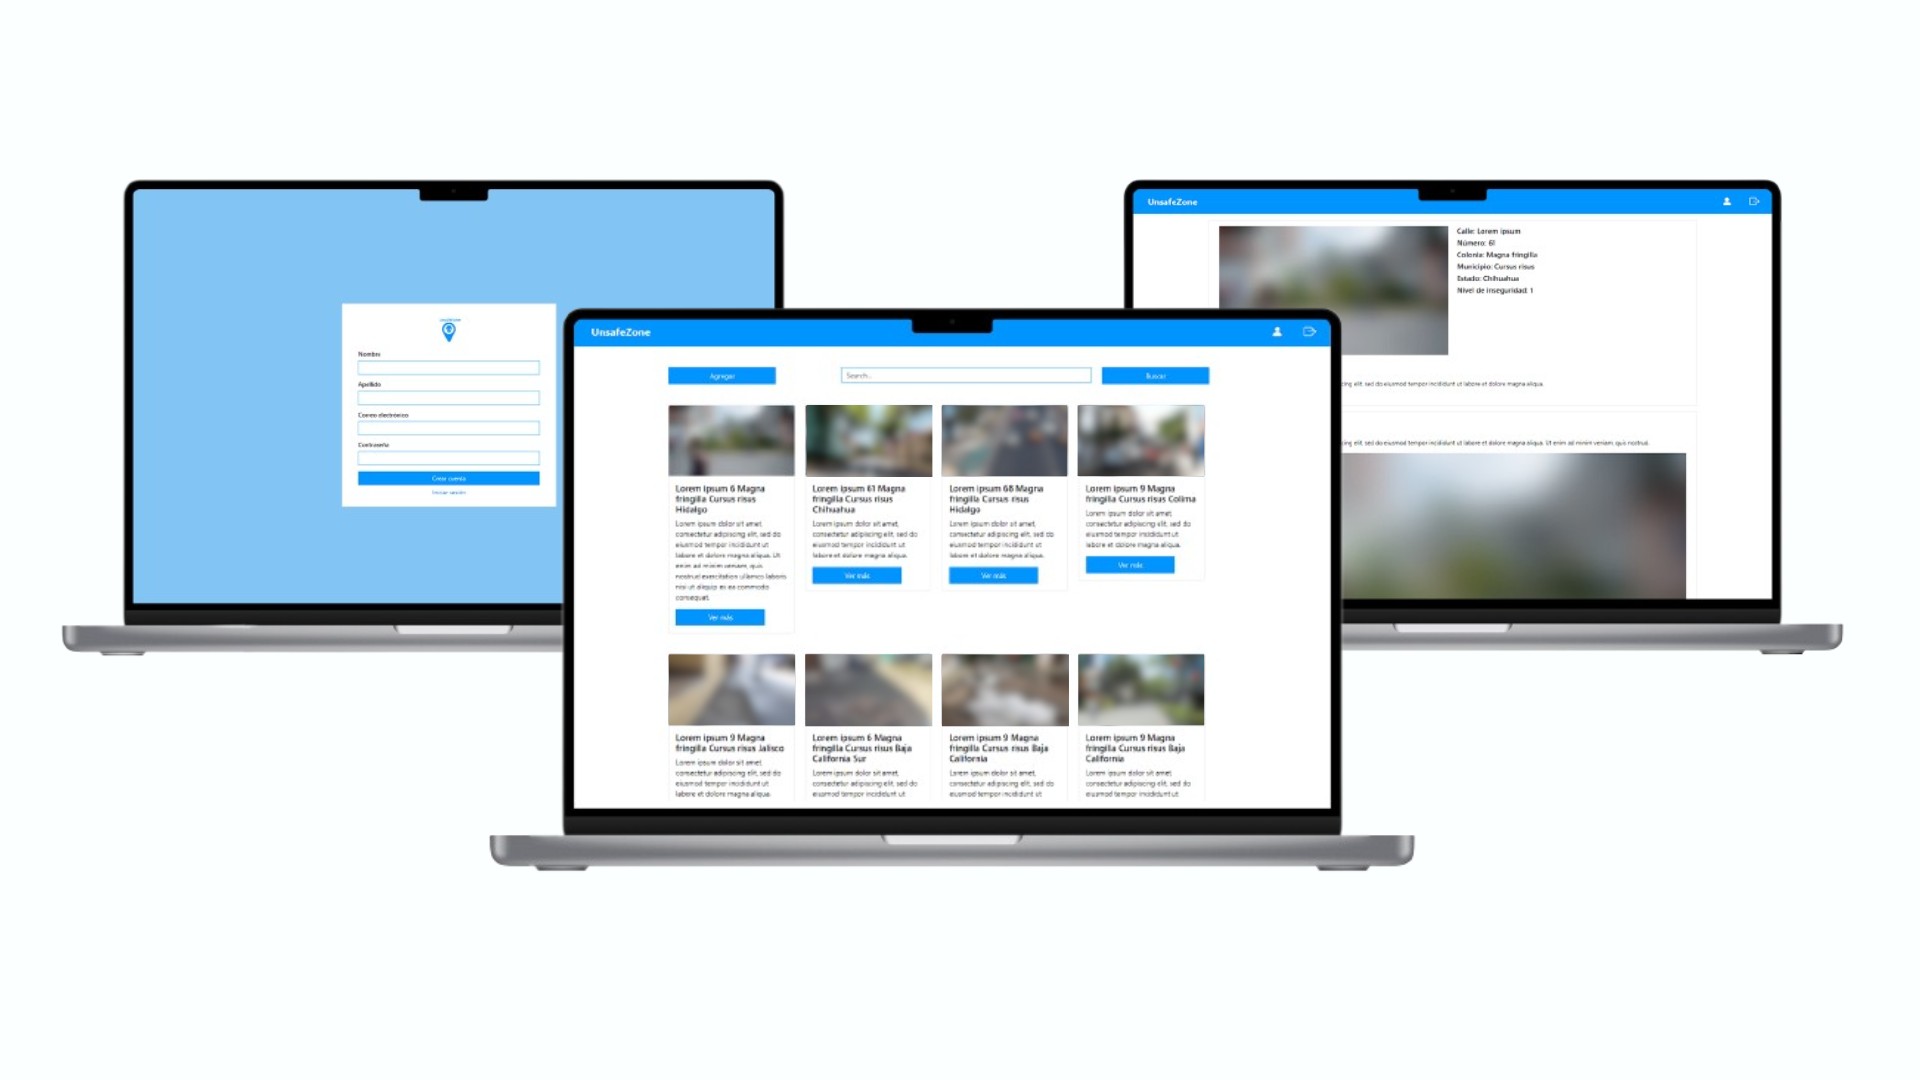 Nombre
Apellido
Correo electrónico
Contraseña
Crear cuenta
Iniciar sesión
UnsafeZone
Agregar
Search...
Buscar
Lorem ipsum 6 Magna
fringilla Cursus risus
Hidalgo
Lorem ipsum dolor sit amet,
consectetur adipiscing elit, sed do
eiusmod tempor incididunt ut
labore et dolore magna aliqua. Ut
enim ad minim veniam, quis
nostrud exercitation ullamco laboris
nisi ut aliquip ex ea commodo
consequat.
Ver más
Lorem ipsum 61 Magna
fringilla Cursus risus
Chihuahua
Lorem ipsum dolor sit amet,
consectetur adipiscing elit, sed do
eiusmod tempor incididunt ut
labore et dolore magna aliqua.
Ver más
Lorem ipsum 68 Magna
fringilla Cursus risus
Hidalgo
Lorem ipsum dolor sit amet,
consectetur adipiscing elit, sed do
eiusmod tempor incididunt ut
labore et dolore magna aliqua.
Ver más
Lorem ipsum 9 Magna
fringilla Cursus risus Colima
Lorem ipsum dolor sit amet,
consectetur adipiscing elit, sed do
eiusmod tempor incididunt ut
labore et dolore magna aliqua.
Ver más
Lorem ipsum 9 Magna
fringilla Cursus risus Jalisco
Lorem ipsum dolor sit amet,
consectetur adipiscing elit, sed do
eiusmod tempor incididunt ut
labore et dolore magna aliqua.
Lorem ipsum 6 Magna
fringilla Cursus risus Baja
California Sur
Lorem ipsum dolor sit amet,
consectetur adipiscing elit, sed do
eiusmod tempor incididunt ut
Lorem ipsum 9 Magna
fringilla Cursus risus Baja
California
Lorem ipsum dolor sit amet,
consectetur adipiscing elit, sed do
eiusmod tempor incididunt ut
Lorem ipsum 9 Magna
fringilla Cursus risus Baja
California
Lorem ipsum dolor sit amet,
consectetur adipiscing elit, sed do
eiusmod tempor incididunt ut
UnsafeZone
Calle: Lorem ipsum
Número: 61
Colonia: Magna fringilla
Municipio: Cursus risus
Estado: Chihuahua
Nivel de inseguridad: 1
cing elit, sed do eiusmod tempor incididunt ut labore et dolore magna aliqua.
cing elit, sed do eiusmod tempor incididunt ut labore et dolore magna aliqua. Ut enim ad minim veniam, quis nostrud.